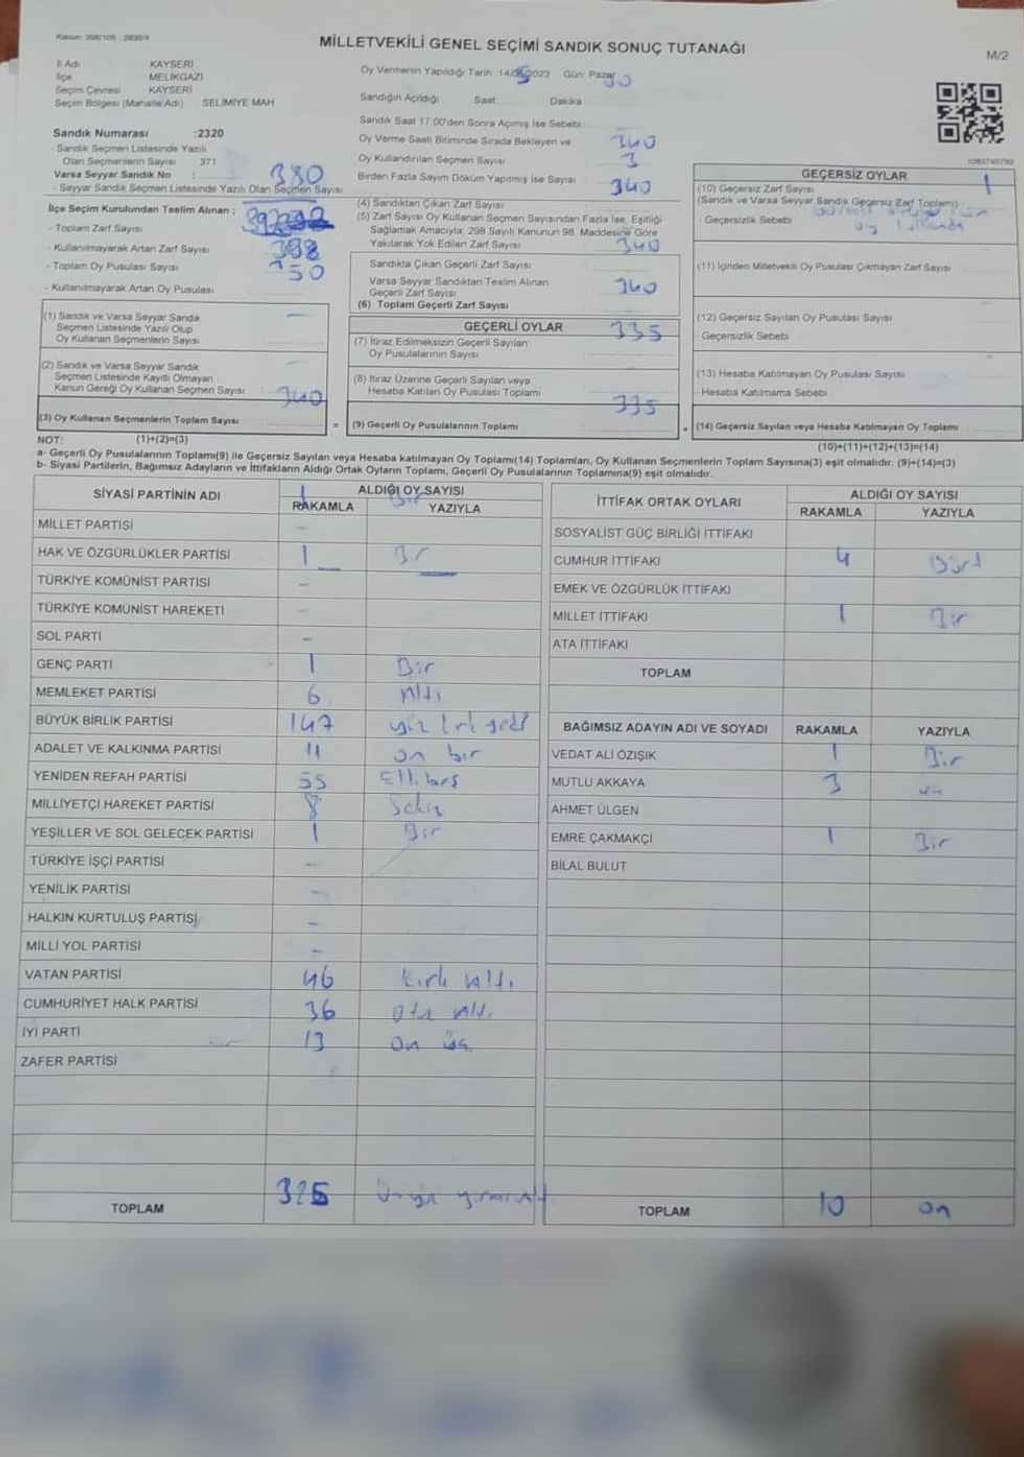 MİLLETVEKİLİ GENEL SEÇİMİ SANDIK SONUÇ TUTANAĞI
M/2
İl Adı KAYSERİ
İlçe MELİKGAZİ
Seçim Çevresi KAYSERİ
Seçim Bölgesi (Mahalle Adı) SELİMİYE MAH
Sandık Numarası :2320
- Sandık Seçmen Listesinde Yazılı
Olan Seçmenlerin Sayısı 371
Varsa Seyyar Sandık No :
380
- Seyyar Sandık Seçmen Listesinde Yazılı Olan Seçmen Sayısı
İlçe Seçim Kurulundan Teslim Alınan :
- Toplam Zarf Sayısı
- Kullanılmayarak Artan Zarf Sayısı 398
- Toplam Oy Pusulası Sayısı
- Kullanılmayarak Artan Oy Pusulası
(1) Sandık ve Varsa Seyyar Sandık
Seçmen Listesinde Yazılı Olup
Oy Kullanan Seçmenlerin Sayısı
(2) Sandık ve Varsa Seyyar Sandık
Seçmen Listesinde Kayıtlı Olmayan
Kanun Gereği Oy Kullanan Seçmen Sayısı 340
(3) Oy Kullanan Seçmenlerin Toplam Sayısı
Oy Vermenin Yapıldığı Tarih 14/05/2023 Gün: Pazar
Sandığın Açıldığı Saat Dakika
Sandık Saat 17.00'den Sonra Açılmış İse Sebebi
Oy Verme Saati Bitiminde Sırada Bekleyen ve 340
Oy Kullandırılan Seçmen Sayısı 3
Birden Fazla Sayım Döküm Yapılmış İse Sayısı 340
(4) Sandıktan Çıkan Zarf Sayısı
(5) Zarf Sayısı Oy Kullanan Seçmen Sayısından Fazla İse, Eşitliği
Sağlamak Amacıyla; 298 Sayılı Kanunun 98. Maddesine Göre
Yakılarak Yok Edilen Zarf Sayısı 340
Sandıkta Çıkan Geçerli Zarf Sayısı
Varsa Seyyar Sandıktan Teslim Alınan
Geçerli Zarf Sayısı 340
(6) Toplam Geçerli Zarf Sayısı
GEÇERLİ OYLAR 335
(7) İtiraz Edilmeksizin Geçerli Sayılan
Oy Pusulalarının Sayısı
(8) İtiraz Üzerine Geçerli Sayılan veya
Hesaba Katılan Oy Pusulası Toplamı
335
= (9) Geçerli Oy Pusulalarının Toplamı
GEÇERSİZ OYLAR
(10) Geçersiz Zarf Sayısı 1
(Sandık ve Varsa Seyyar Sandık Geçersiz Zarf Toplamı)
- Geçersizlik Sebebi
(11) İçinden Milletvekili Oy Pusulası Çıkmayan Zarf Sayısı
(12) Geçersiz Sayılan Oy Pusulası Sayısı
- Geçersizlik Sebebi
(13) Hesaba Katılmayan Oy Pusulası Sayısı
- Hesaba Katılmama Sebebi
+ (14) Geçersiz Sayılan veya Hesaba Katılmayan Oy Toplamı
NOT: (1)+(2)=(3)
(10)+(11)+(12)+(13)=(14)
a- Geçerli Oy Pusulalarının Toplamı(9) ile Geçersiz Sayılan veya Hesaba katılmayan Oy Toplamı(14) Toplamları, Oy Kullanan Seçmenlerin Toplam Sayısına(3) eşit olmalıdır. (9)+(14)=(3)
b- Siyasi Partilerin, Bağımsız Adayların ve İttifakların Aldığı Ortak Oyların Toplamı, Geçerli Oy Pusulalarının Toplamına(9) eşit olmalıdır.
SİYASİ PARTİNİN ADI ALDIĞI OY SAYISI
RAKAMLA YAZIYLA
1 Bir
MİLLET PARTİSİ -
HAK VE ÖZGÜRLÜKLER PARTİSİ 1 Bir
TÜRKİYE KOMÜNİST PARTİSİ -
TÜRKİYE KOMÜNİST HAREKETİ -
SOL PARTİ -
GENÇ PARTİ 1 Bir
MEMLEKET PARTİSİ 6 Altı
BÜYÜK BİRLİK PARTİSİ 147
ADALET VE KALKINMA PARTİSİ 11 on bir
YENİDEN REFAH PARTİSİ 55 Elli beş
MİLLİYETÇİ HAREKET PARTİSİ 8 Sekiz
YEŞİLLER VE SOL GELECEK PARTİSİ 1 Bir
TÜRKİYE İŞÇİ PARTİSİ -
YENİLİK PARTİSİ -
HALKIN KURTULUŞ PARTİSİ -
MİLLİ YOL PARTİSİ -
VATAN PARTİSİ 46 Kırk Altı
CUMHURİYET HALK PARTİSİ 36 Otuz Altı
İYİ PARTİ 13 On üç
ZAFER PARTİSİ
TOPLAM
İTTİFAK ORTAK OYLARI ALDIĞI OY SAYISI
RAKAMLA YAZIYLA
SOSYALİST GÜÇ BİRLİĞİ İTTİFAKI
CUMHUR İTTİFAKI 4 Dört
EMEK VE ÖZGÜRLÜK İTTİFAKI
MİLLET İTTİFAKI 1 Bir
ATA İTTİFAKI
TOPLAM
BAĞIMSIZ ADAYIN ADI VE SOYADI RAKAMLA YAZIYLA
VEDAT ALİ ÖZIŞIK 1 Bir
MUTLU AKKAYA 3 üç
AHMET ÜLGEN
EMRE ÇAKMAKÇİ 1 Bir
BİLAL BULUT
TOPLAM 10 on